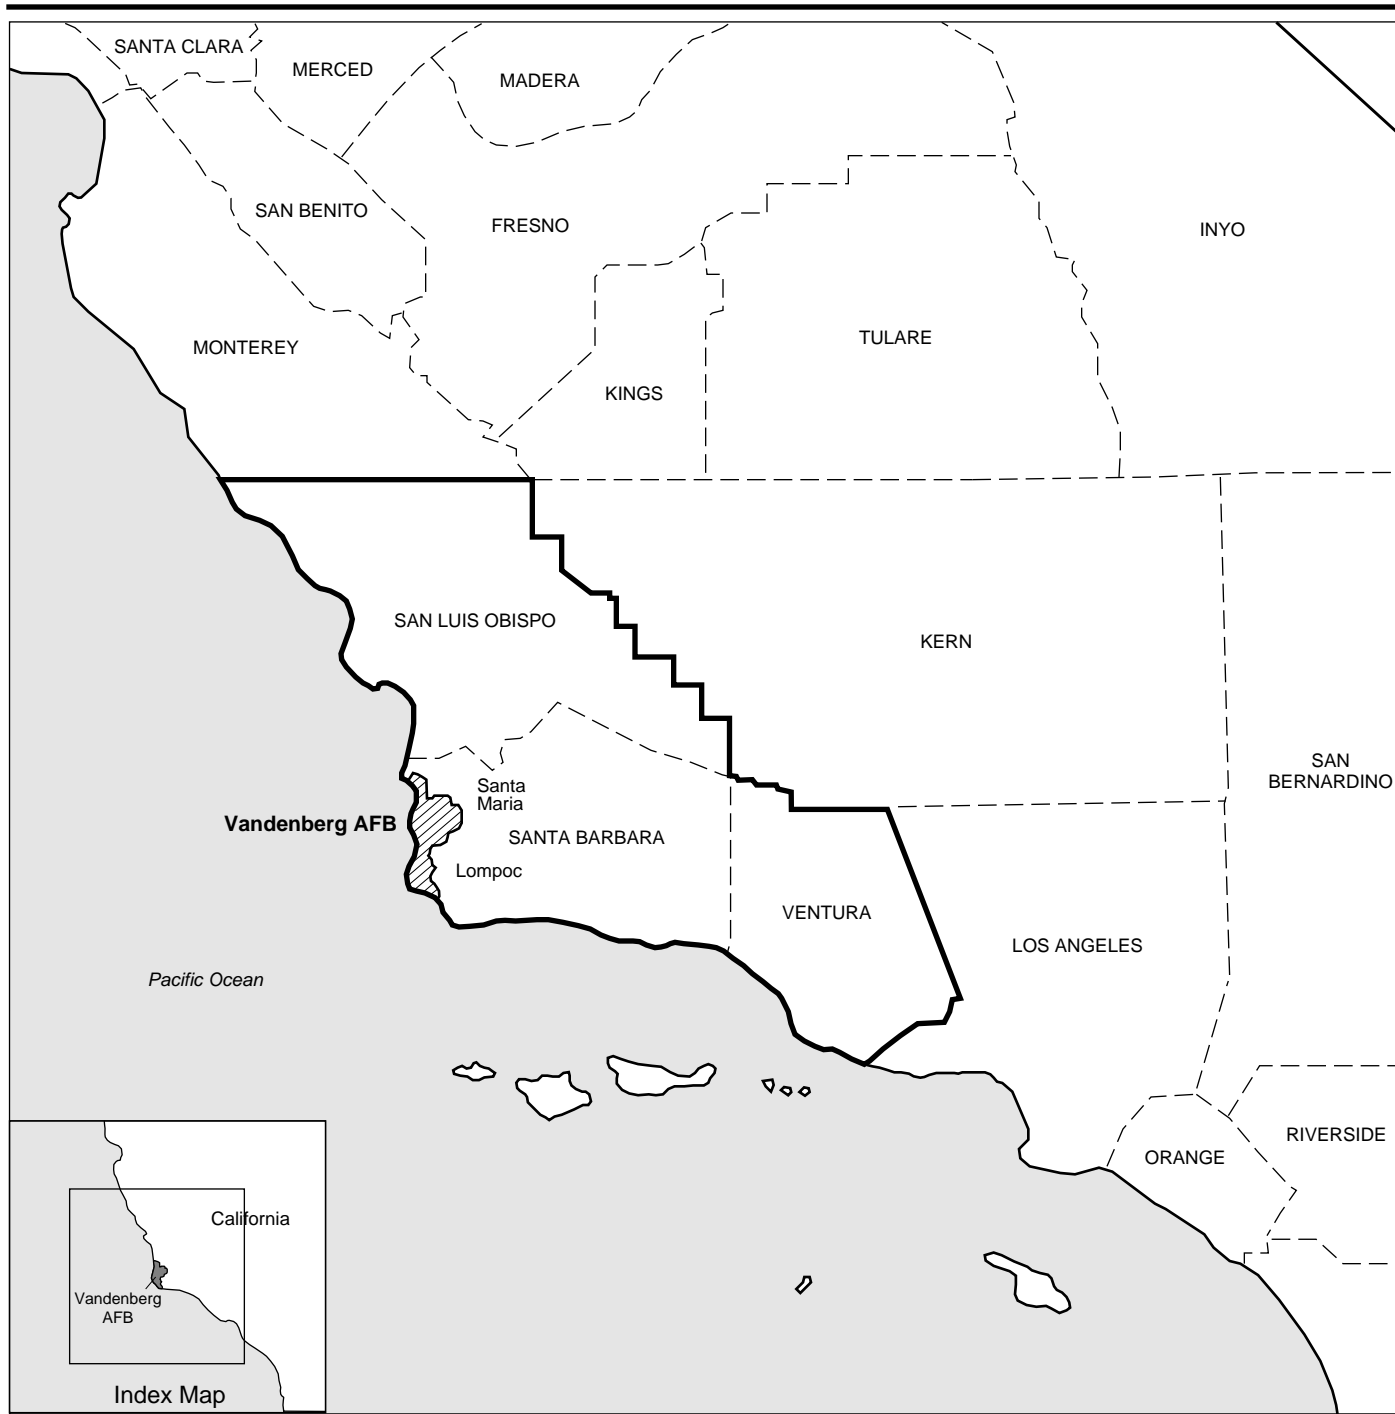 SANTA CLARA
MERCED
MADERA
SAN BENITO
FRESNO
INYO
MONTEREY
TULARE
KINGS
SAN LUIS OBISPO
KERN
SAN
BERNARDINO
Santa
Maria
Vandenberg AFB
SANTA BARBARA
Lompoc
VENTURA
LOS ANGELES
Pacific Ocean
RIVERSIDE
ORANGE
California
Vandenberg
AFB
Index Map